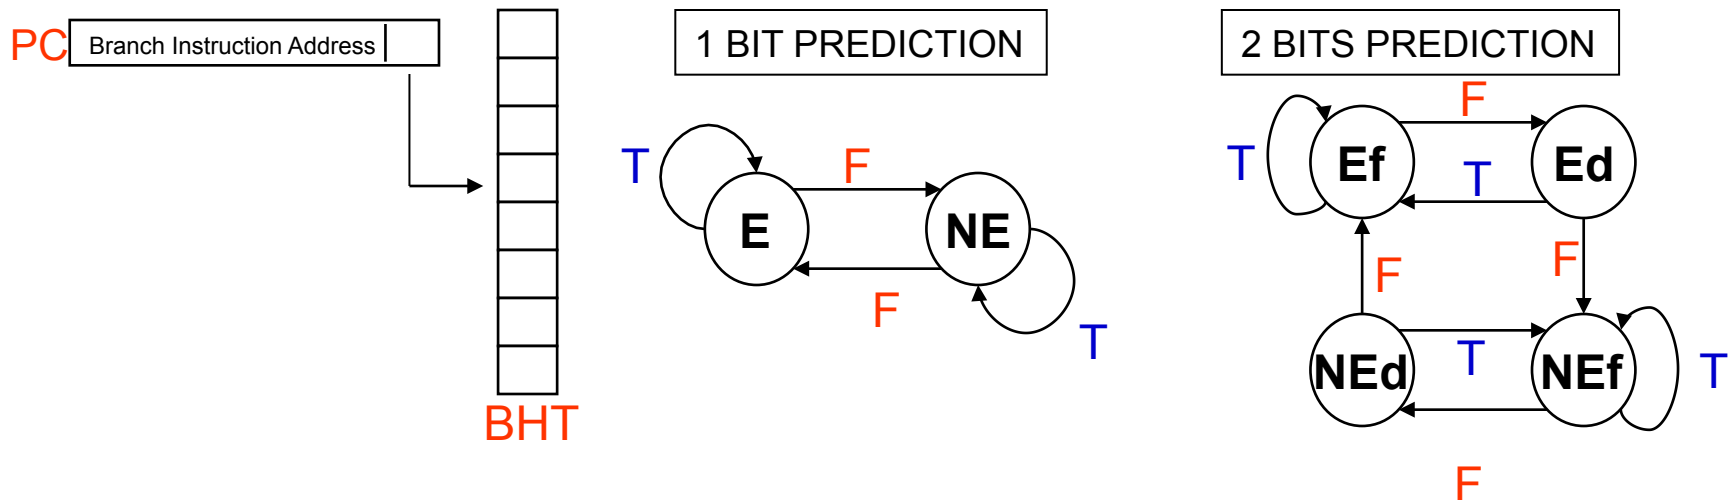 PC Branch Instruction Address
BHT
1 BIT PREDICTION
T
F
E
NE
F
T
2 BITS PREDICTION
F
T
Ef
Ed
T
F
F
NEd
T
NEf
T
F